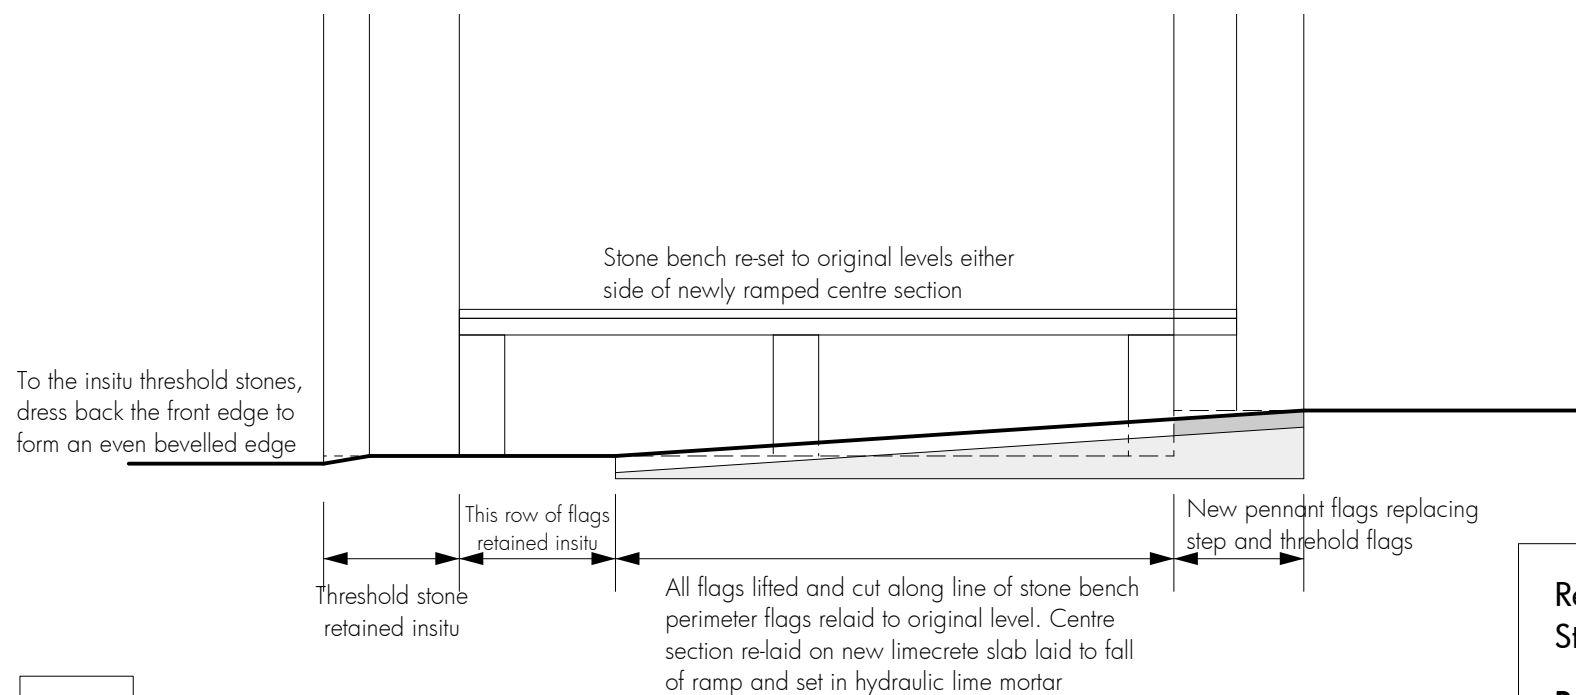 Stone bench re-set to original levels either
side of newly ramped centre section
To the insitu threshold stones,
dress back the front edge to
form an even bevelled edge
This row of flags
retained insitu
New pennant flags replacing
step and threhold flags
Threshold stone
retained insitu
All flags lifted and cut along line of stone bench
perimeter flags relaid to original level. Centre
section re-laid on new limecrete slab laid to fall
of ramp and set in hydraulic lime mortar